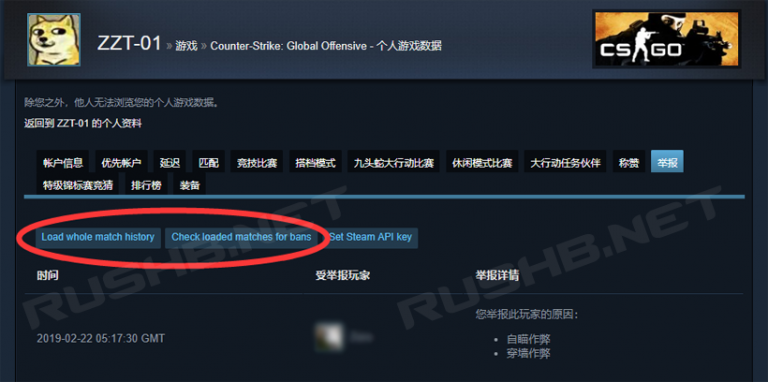 ZZT-01 » 游戏 » Counter-Strike: Global Offensive - 个人游戏数据
CS GO
除您之外，他人无法浏览您的个人游戏数据。
返回到 ZZT-01 的个人资料
帐户信息 优先帐户 延迟 匹配 竞技比赛 搭档模式 九头蛇大行动比赛 休闲模式比赛 大行动任务伙伴 称赞 举报
特级锦标赛竞猜 排行榜 装备
Load whole match history Check loaded matches for bans Set Steam API key
时间 受举报玩家 举报详情
您举报此玩家的原因：
2019-02-22 05:17:30 GMT
• 自瞄作弊
• 穿墙作弊
RUSHB.NET
RUSHB.NET